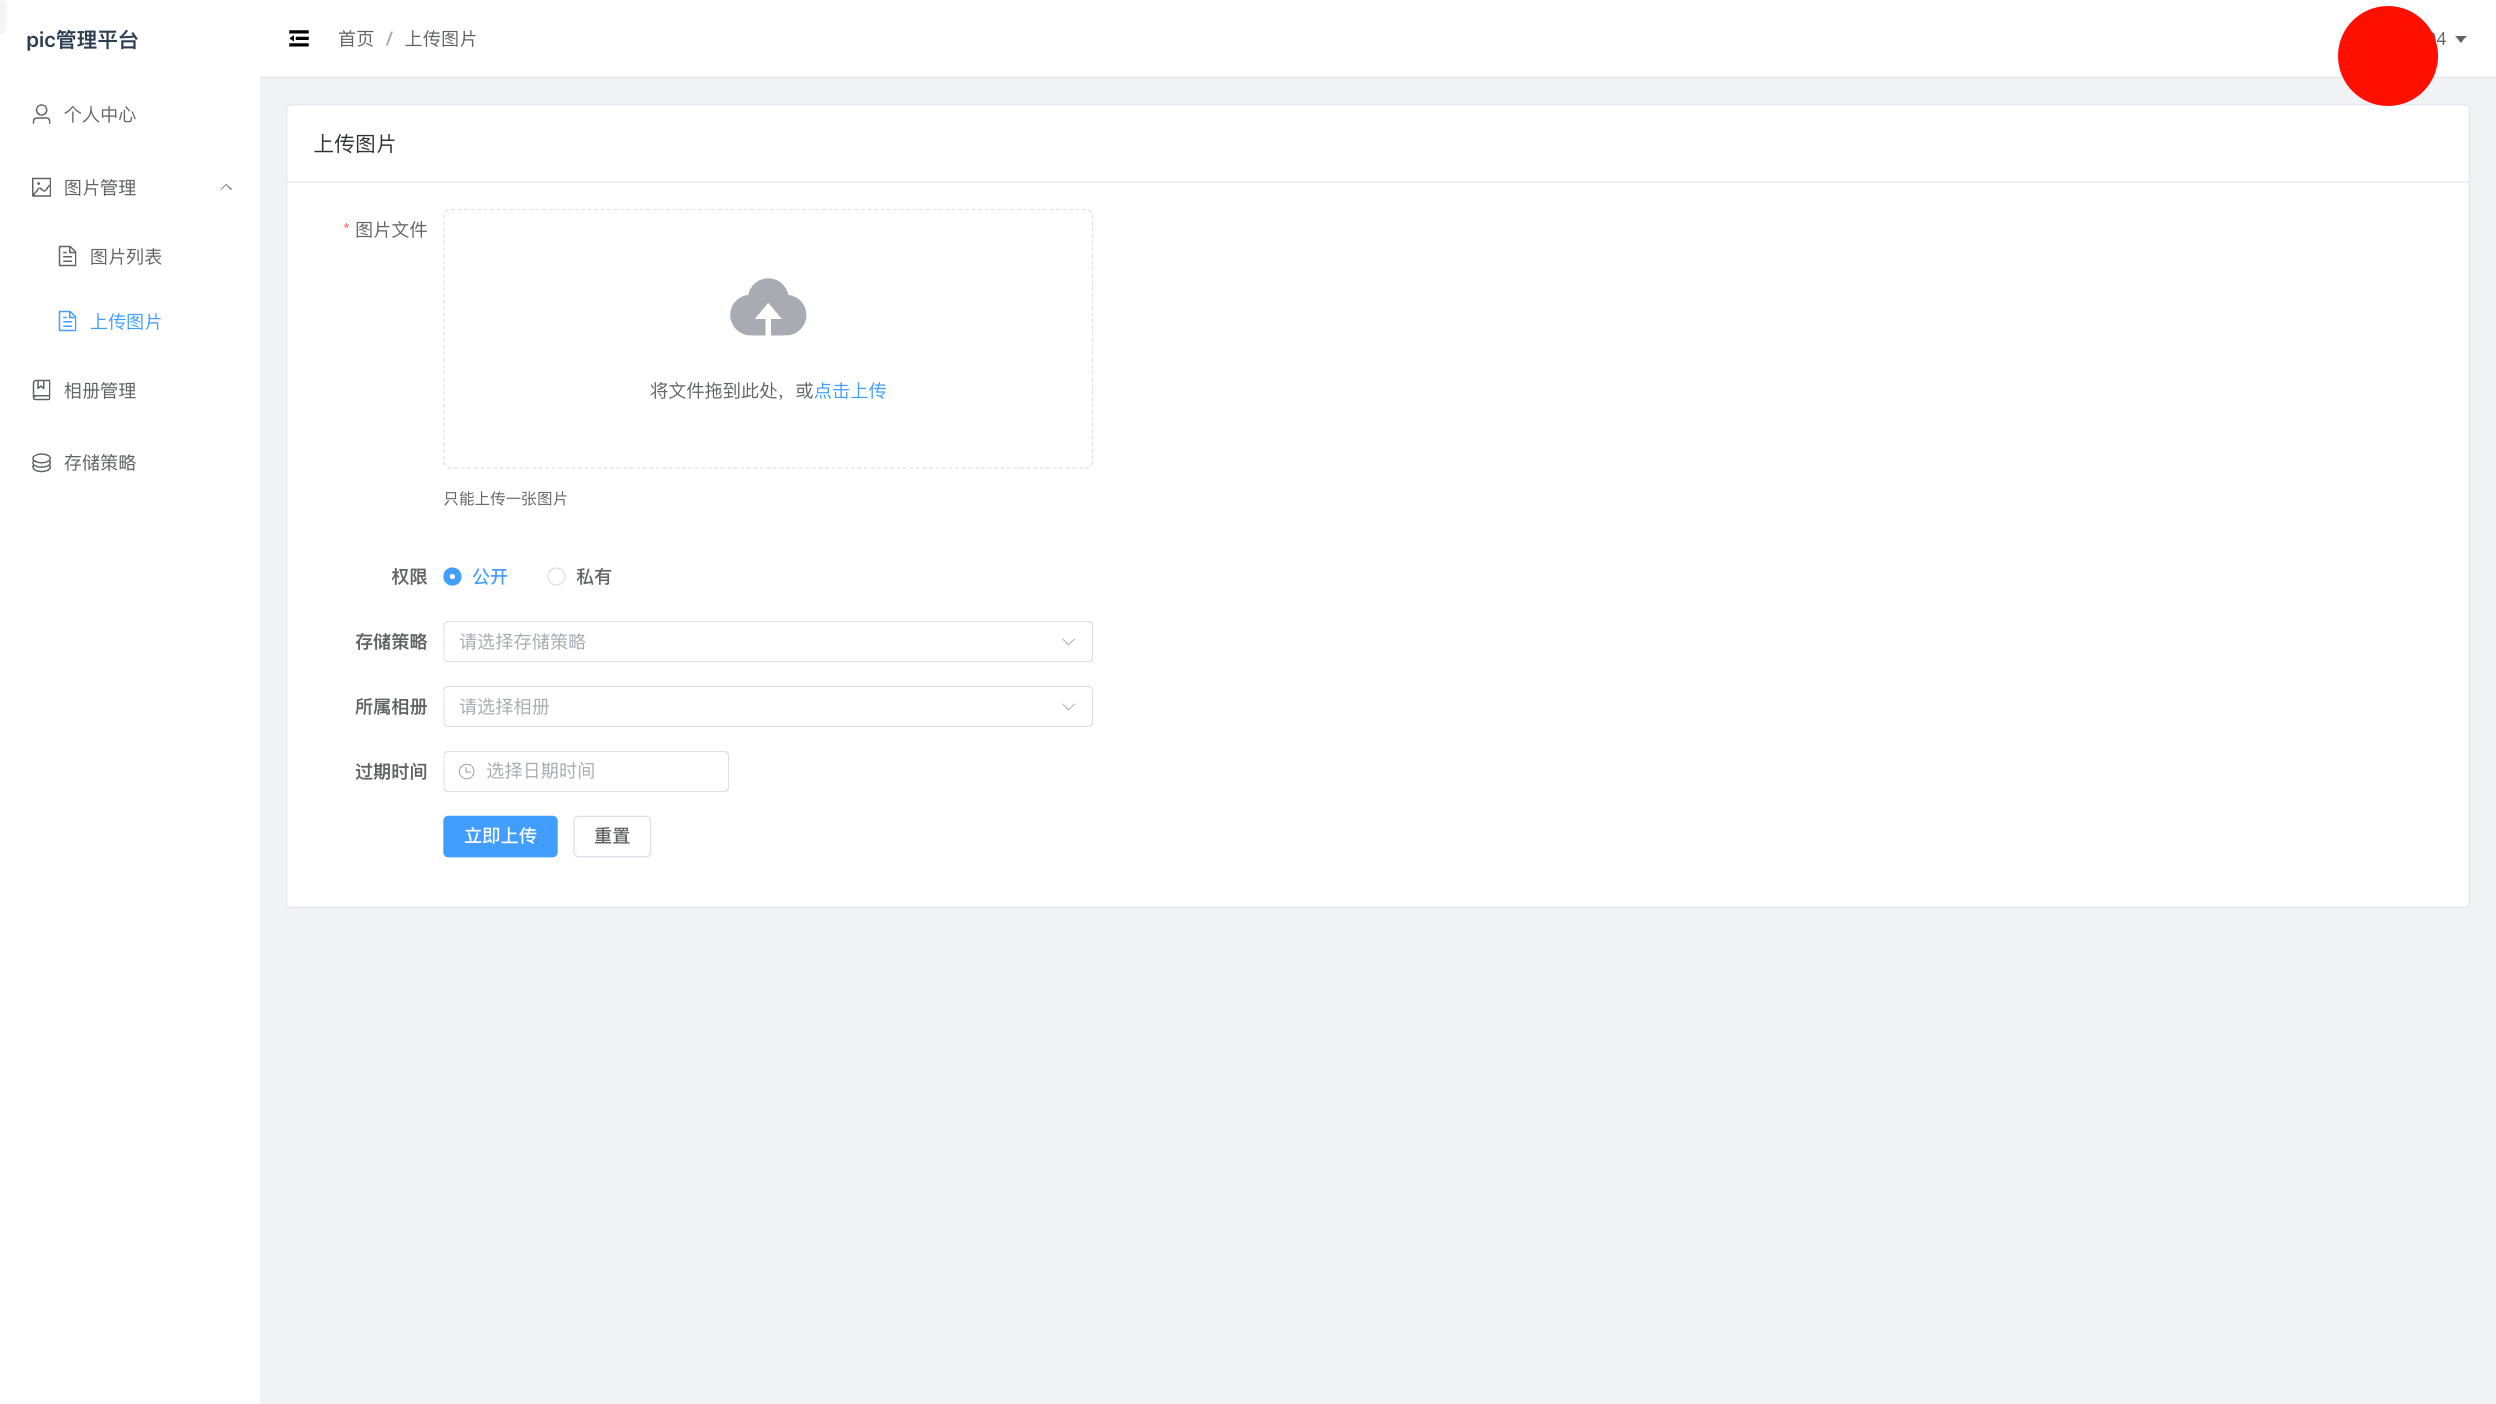 pic管理平台
首页 / 上传图片
个人中心
图片管理
图片列表
上传图片
相册管理
存储策略
上传图片
* 图片文件
将文件拖到此处，或点击上传
只能上传一张图片
权限 公开 私有
存储策略 请选择存储策略
所属相册 请选择相册
过期时间 选择日期时间
立即上传 重置